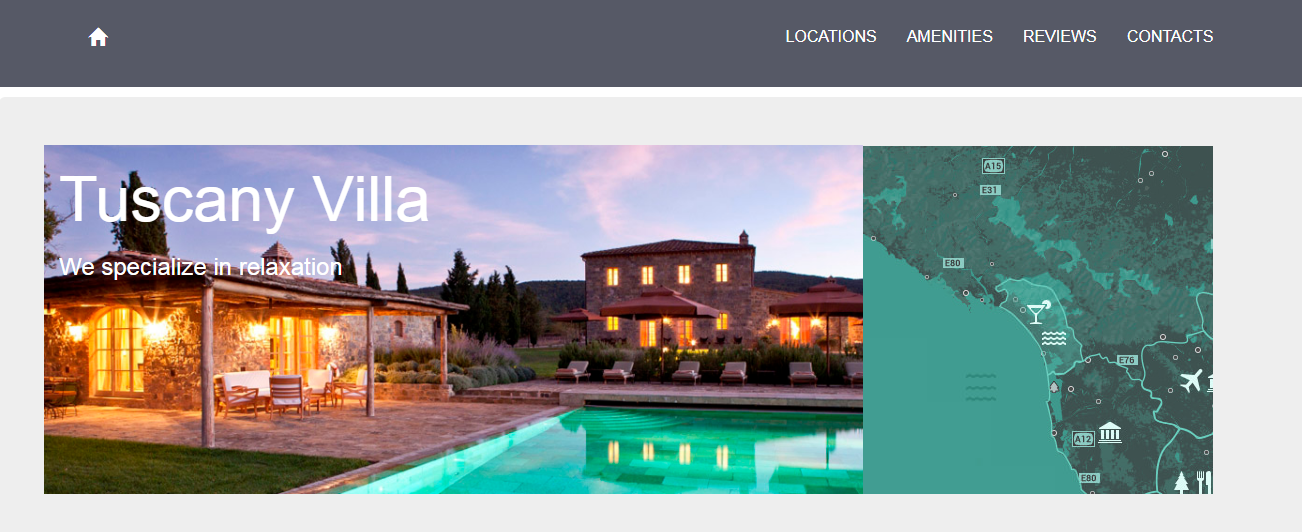 LOCATIONS AMENITIES REVIEWS CONTACTS
Tuscany Villa
We specialize in relaxation
A15
E31
E80
E76
A12
E80